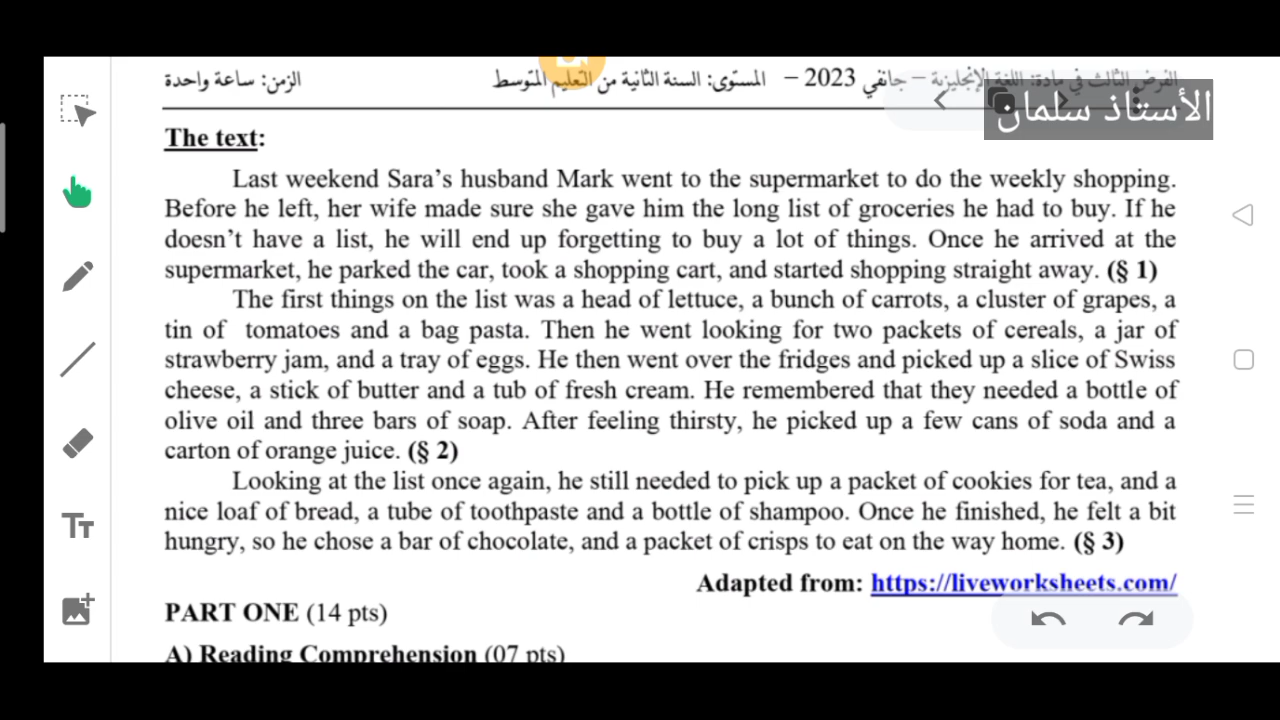 الفرض الثالث في مادة: اللغة الإنجليزية – جانفي 2023 – المستوى: السنة الثانية من التعليم المتوسط الزمن: ساعة واحدة
الأستاذ سلمان
The text:
Last weekend Sara’s husband Mark went to the supermarket to do the weekly shopping.
Before he left, her wife made sure she gave him the long list of groceries he had to buy. If he
doesn’t have a list, he will end up forgetting to buy a lot of things. Once he arrived at the
supermarket, he parked the car, took a shopping cart, and started shopping straight away. (§ 1)
The first things on the list was a head of lettuce, a bunch of carrots, a cluster of grapes, a
tin of tomatoes and a bag pasta. Then he went looking for two packets of cereals, a jar of
strawberry jam, and a tray of eggs. He then went over the fridges and picked up a slice of Swiss
cheese, a stick of butter and a tub of fresh cream. He remembered that they needed a bottle of
olive oil and three bars of soap. After feeling thirsty, he picked up a few cans of soda and a
carton of orange juice. (§ 2)
Looking at the list once again, he still needed to pick up a packet of cookies for tea, and a
nice loaf of bread, a tube of toothpaste and a bottle of shampoo. Once he finished, he felt a bit
hungry, so he chose a bar of chocolate, and a packet of crisps to eat on the way home. (§ 3)
Adapted from: https://liveworksheets.com/
PART ONE (14 pts)
A) Reading Comprehension (07 pts)
TT